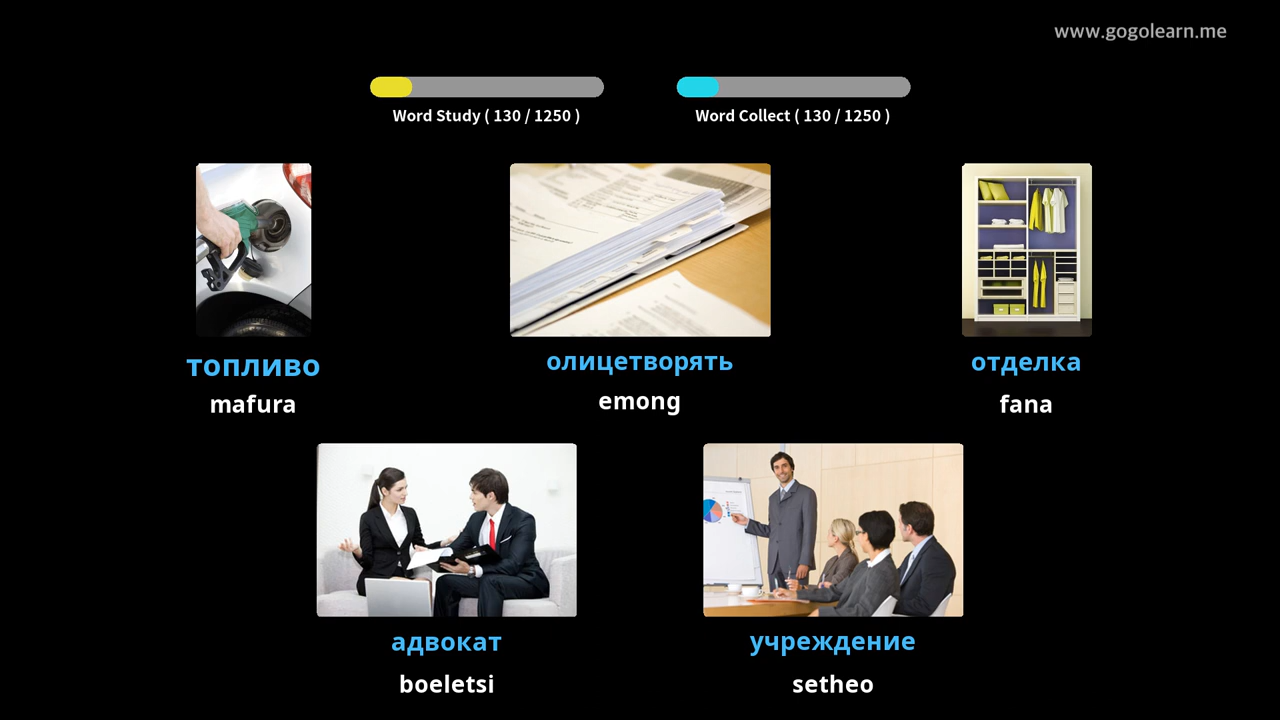 www.gogolearn.me
Word Study ( 130 / 1250 )
Word Collect ( 130 / 1250 )
топливо
mafura
олицетворять
emong
отделка
fana
адвокат
boeletsi
учреждение
setheo